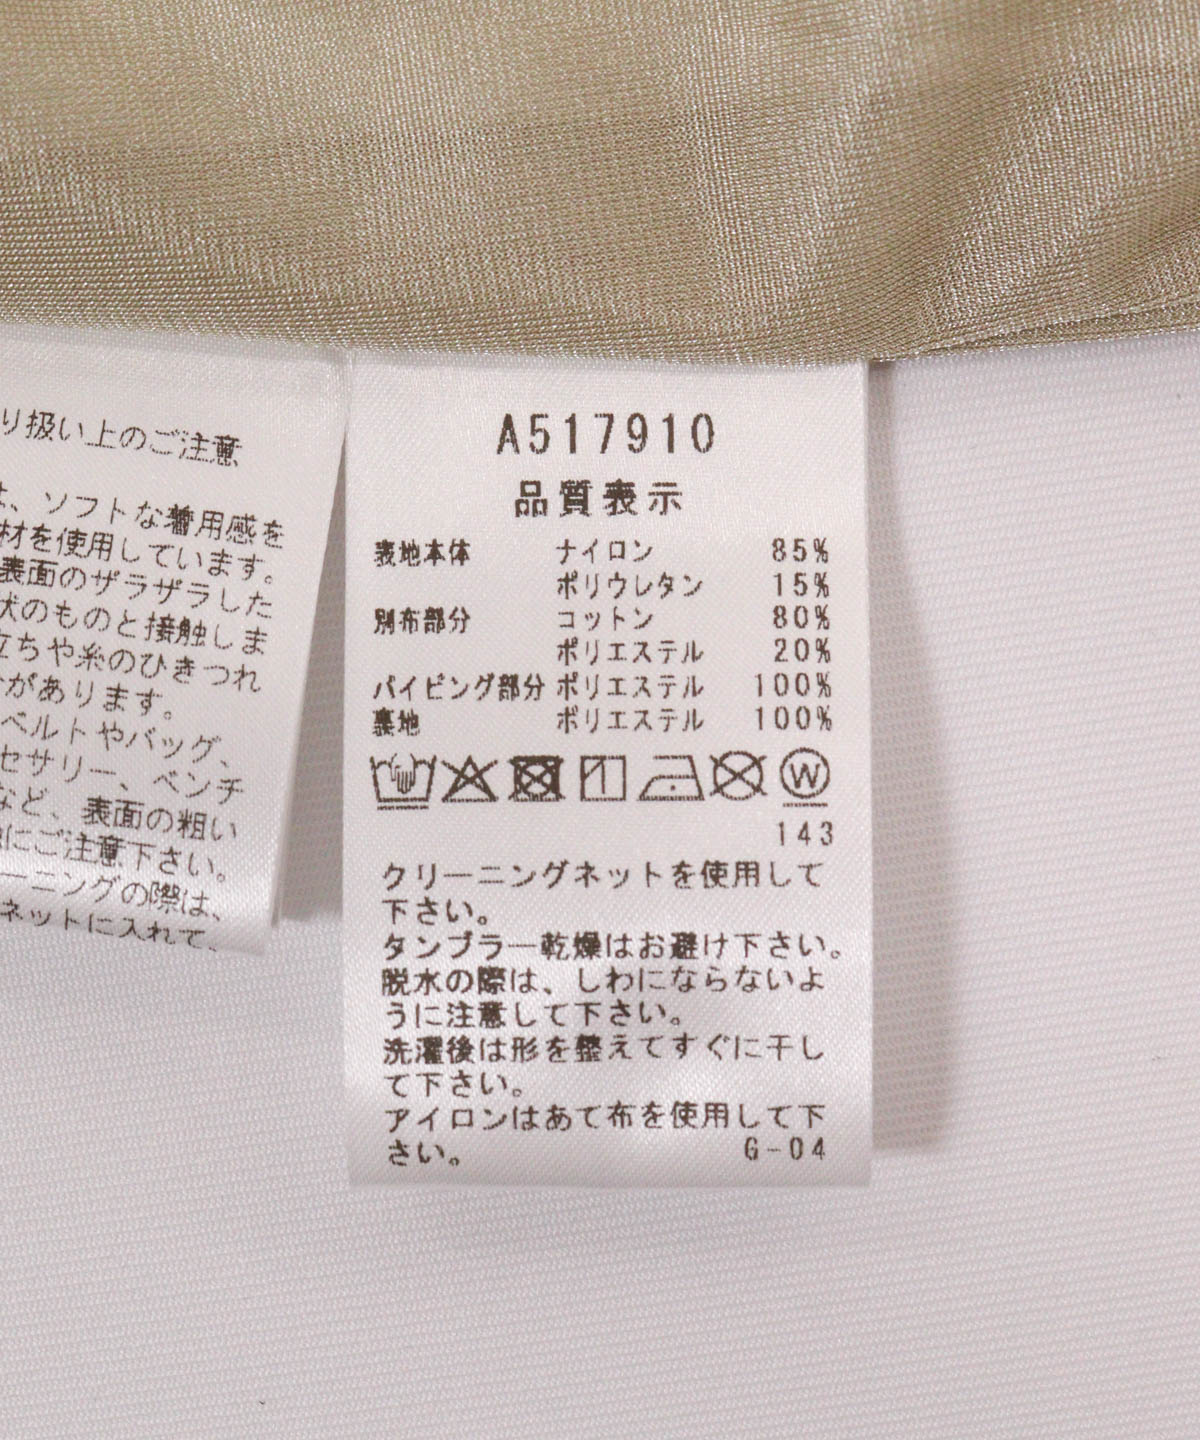 り扱い上のご注意
は、ソフトな着用感を
材を使用しています。
表面のザラザラした
状のものと接触しま
立ちや糸のひきつれ
があります。
ベルトやバッグ、
セサリー、ベンチ
など、表面の粗い
にご注意下さい。
ーニングの際は、
ネットに入れて、
A517910
品質表示
表地本体 ナイロン 85%
ポリウレタン 15%
別布部分 コットン 80%
ポリエステル 20%
パイピング部分 ポリエステル 100%
裏地 ポリエステル 100%
W
143
クリーニングネットを使用して
下さい。
タンブラー乾燥はお避け下さい。
脱水の際は、しわにならないよ
うに注意して下さい。
洗濯後は形を整えてすぐに干し
て下さい。
アイロンはあて布を使用して下
さい。 G-04